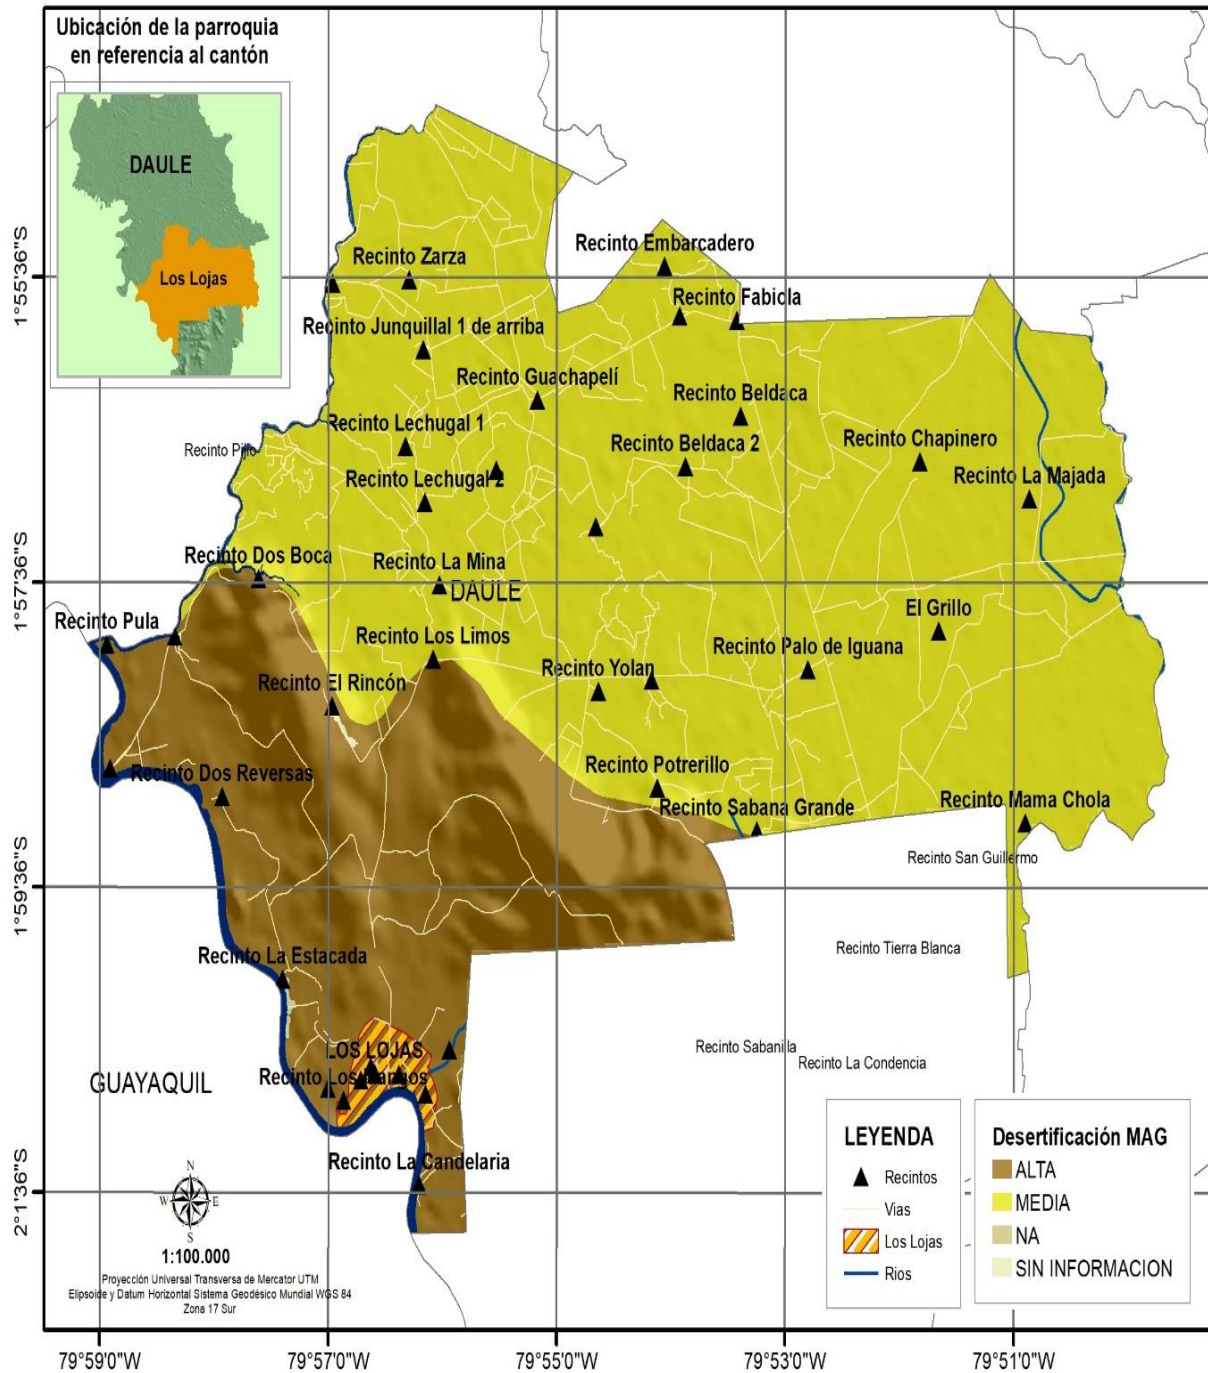 Ubicación de la parroquia
en referencia al cantón
DAULE
Los Lojas
Recinto Embarcadero
Recinto Zarza
Recinto Fabiola
Recinto Junquillal 1 de arriba
Recinto Guachapelí
Recinto Beldaca
Recinto Lechugal 1
Recinto Beldaca 2
Recinto Chapinero
Recinto Pijio
Recinto Lechugal 2
Recinto La Majada
Recinto Dos Boca
Recinto La Mina
DAULE
El Grillo
Recinto Pula
Recinto Los Limos
Recinto Palo de Iguana
Recinto Yolan
Recinto El Rincón
Recinto Potrerillo
Recinto Dos Reversas
Recinto Sabana Grande
Recinto Mama Chola
Recinto San Guillermo
Recinto Tierra Blanca
Recinto La Estacada
Recinto Sabanilla
LOS LOJAS
Recinto La Condencia
GUAYAQUIL
Recinto Los Mangos
Recinto La Candelaria
1°55'36"S
1°57'36"S
1°59'36"S
2°1'36"S
N
W
E
S
1:100.000
Proyección Universal Transversa de Mercator UTM
Elipsoide y Datum Horizontal Sistema Geodésico Mundial WGS 84
Zona 17 Sur
LEYENDA
Recintos
Vias
Los Lojas
Rios
Desertificación MAG
ALTA
MEDIA
NA
SIN INFORMACION
79°59'0"W
79°57'0"W
79°55'0"W
79°53'0"W
79°51'0"W